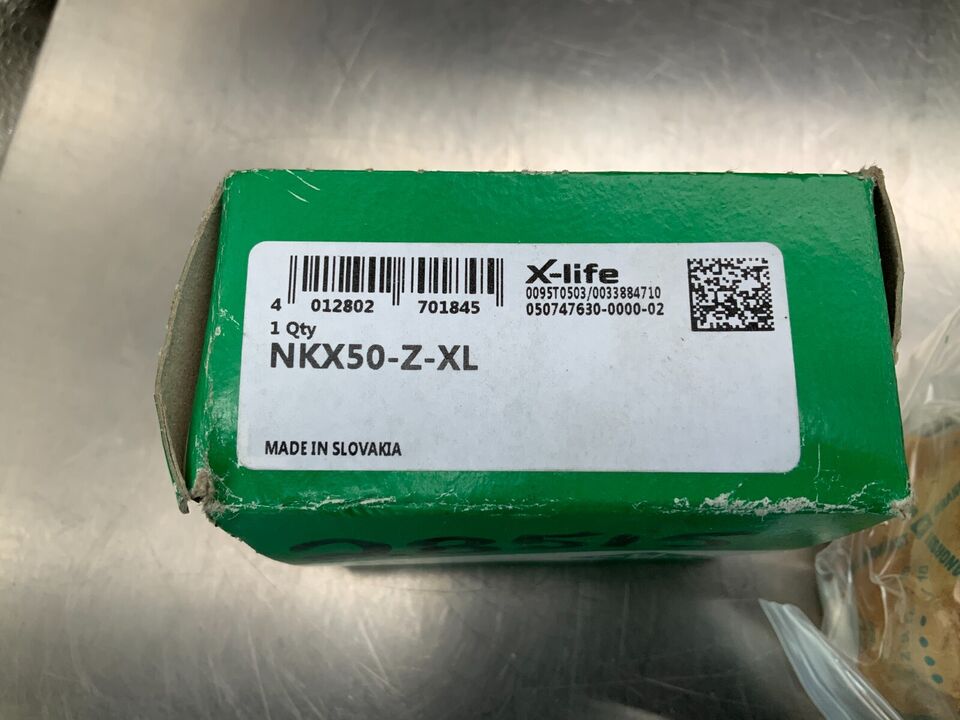 4 012802 701845
X-life
0095T0503/0033884710
050747630-0000-02
1 Qty
NKX50-Z-XL
MADE IN SLOVAKIA